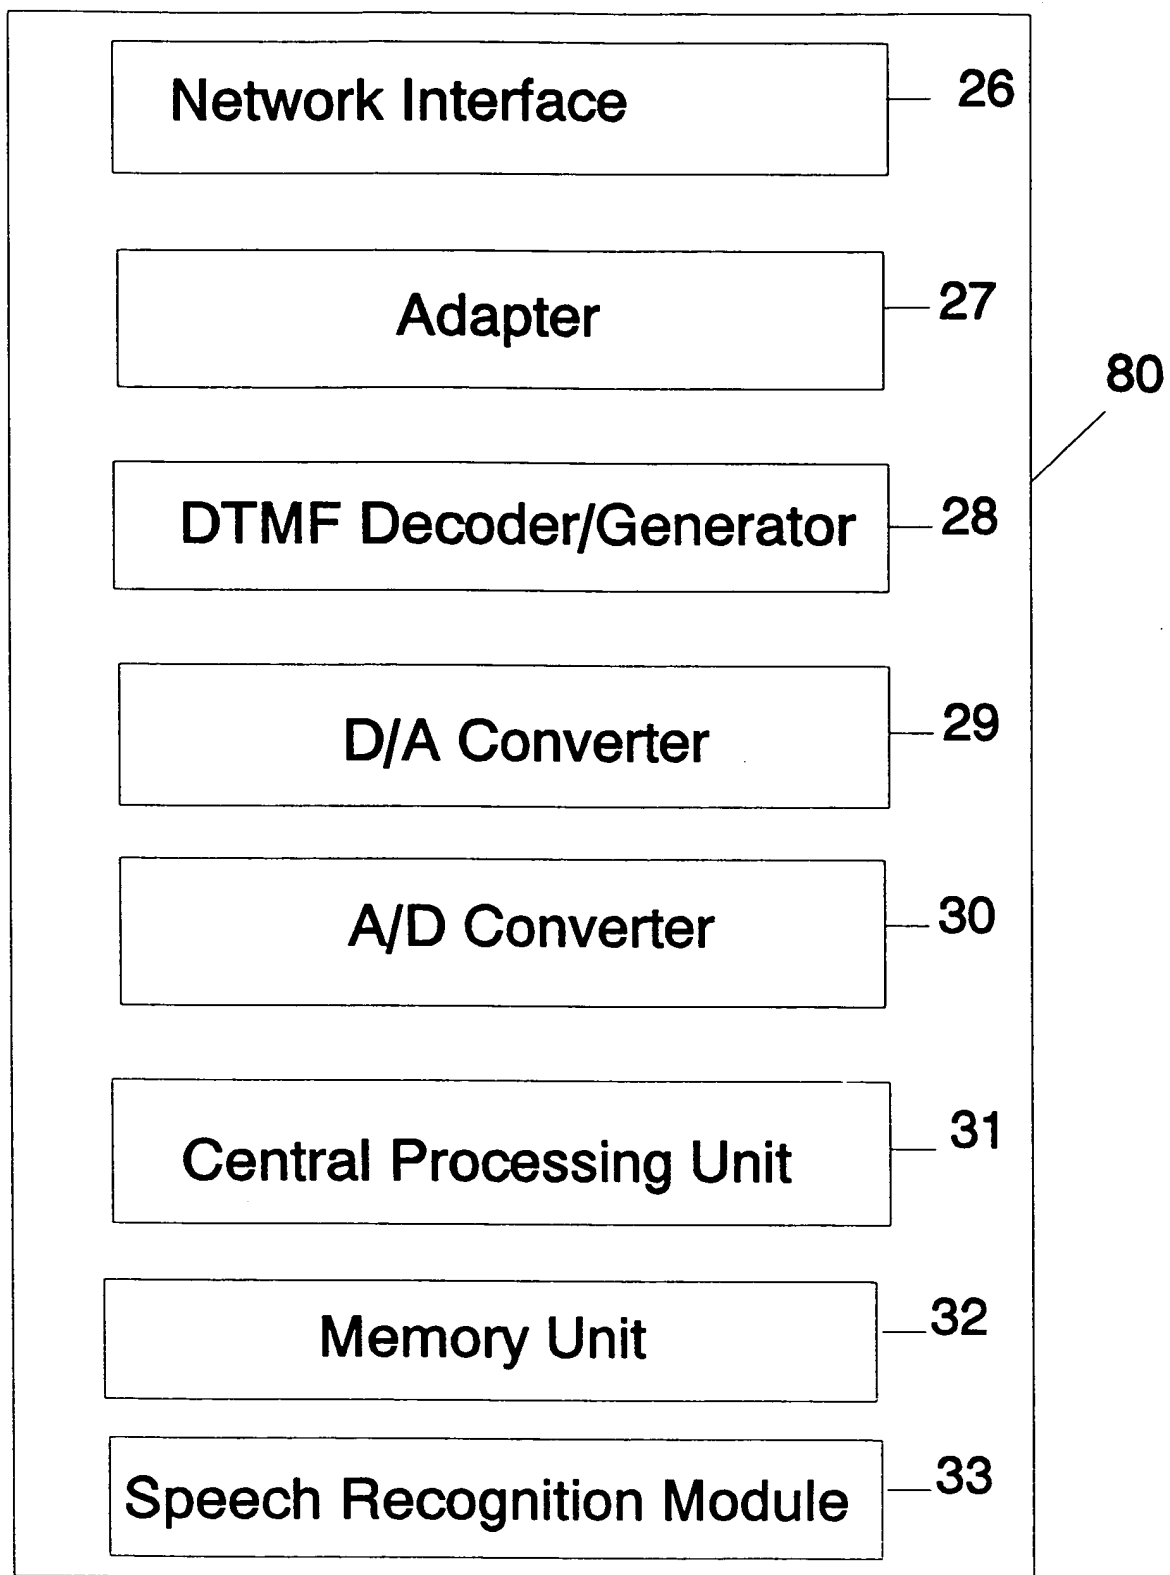 Network Interface 26
Adapter 27
80
DTMF Decoder/Generator 28
D/A Converter 29
A/D Converter 30
Central Processing Unit 31
Memory Unit 32
Speech Recognition Module 33